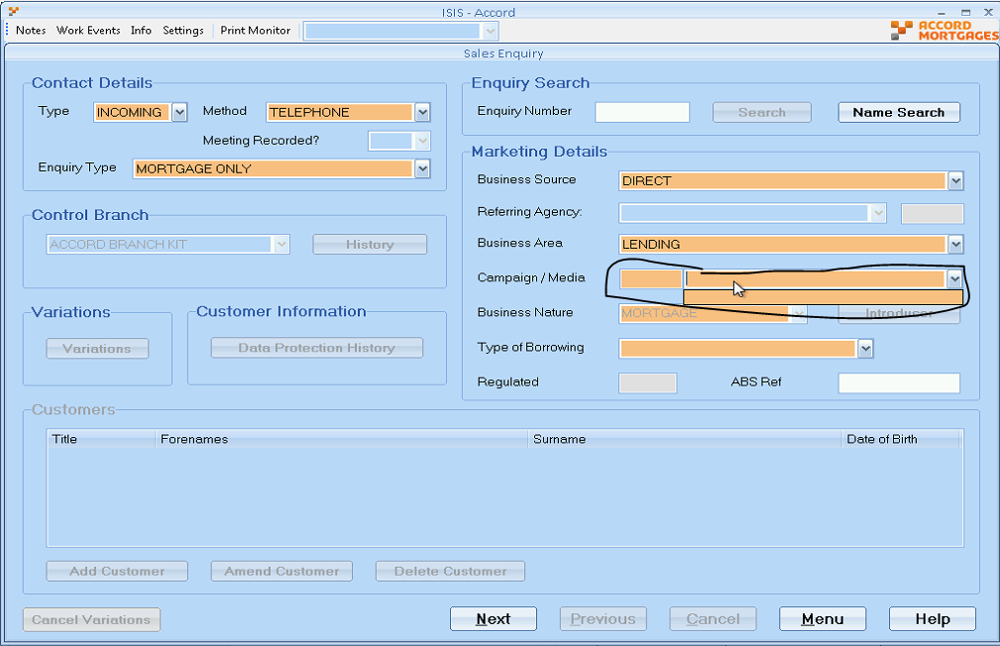 ISIS - Accord
Notes Work Events Info Settings Print Monitor
ACCORD
MORTGAGES
Sales Enquiry
Contact Details
Type INCOMING Method TELEPHONE
Meeting Recorded?
Enquiry Type MORTGAGE ONLY
Control Branch
ACCORD BRANCH KIT History
Variations
Variations
Customer Information
Data Protection History
Enquiry Search
Enquiry Number Search Name Search
Marketing Details
Business Source DIRECT
Referring Agency:
Business Area LENDING
Campaign / Media
Business Nature MORTGAGE Introducer
Type of Borrowing
Regulated ABS Ref
Customers
Title Forenames Surname Date of Birth
Add Customer Amend Customer Delete Customer
Cancel Variations Next Previous Cancel Menu Help